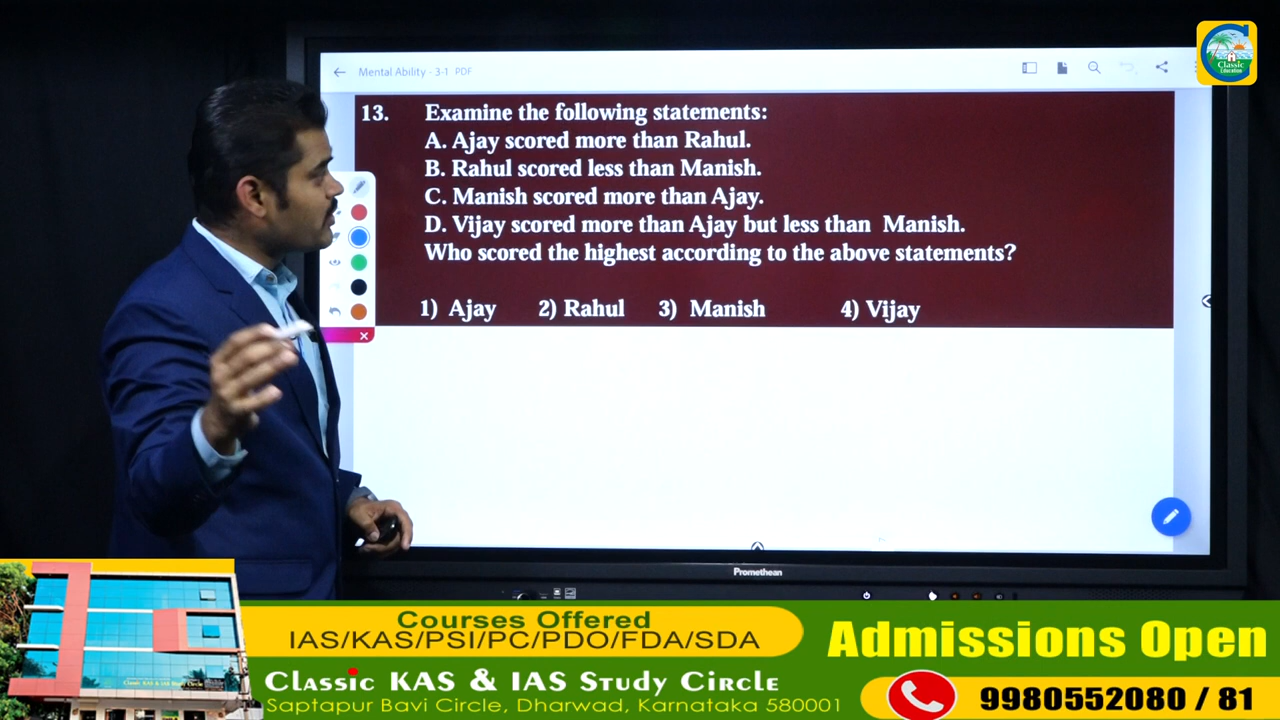 Classic
Education
Mental Ability - 3-1 PDF
13. Examine the following statements:
A. Ajay scored more than Rahul.
B. Rahul scored less than Manish.
C. Manish scored more than Ajay.
D. Vijay scored more than Ajay but less than Manish.
Who scored the highest according to the above statements?
1) Ajay 2) Rahul 3) Manish 4) Vijay
Promethean
Courses Offered
IAS/KAS/PSI/PC/PDO/FDA/SDA
Admissions Open
Classic KAS & IAS Study Circle
Saptapur Bavi Circle, Dharwad, Karnataka 580001
9980552080 / 81